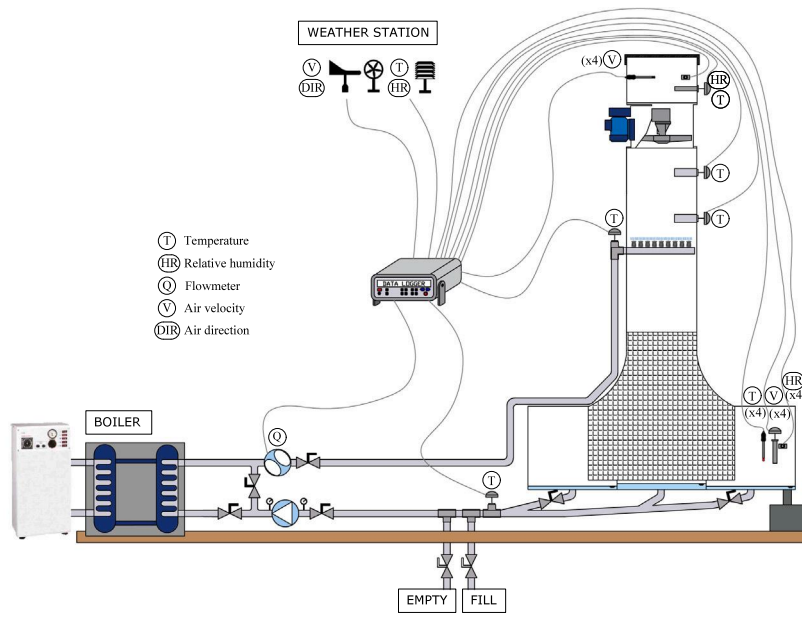 WEATHER STATION
V
DIR
T
HR
(x4) V
HR
T
T
T
T
T Temperature
HR Relative humidity
Q Flowmeter
V Air velocity
DIR Air direction
DATA LOGGER
T
(x4)
V
(x4)
HR
(x4
BOILER
Q
T
EMPTY
FILL